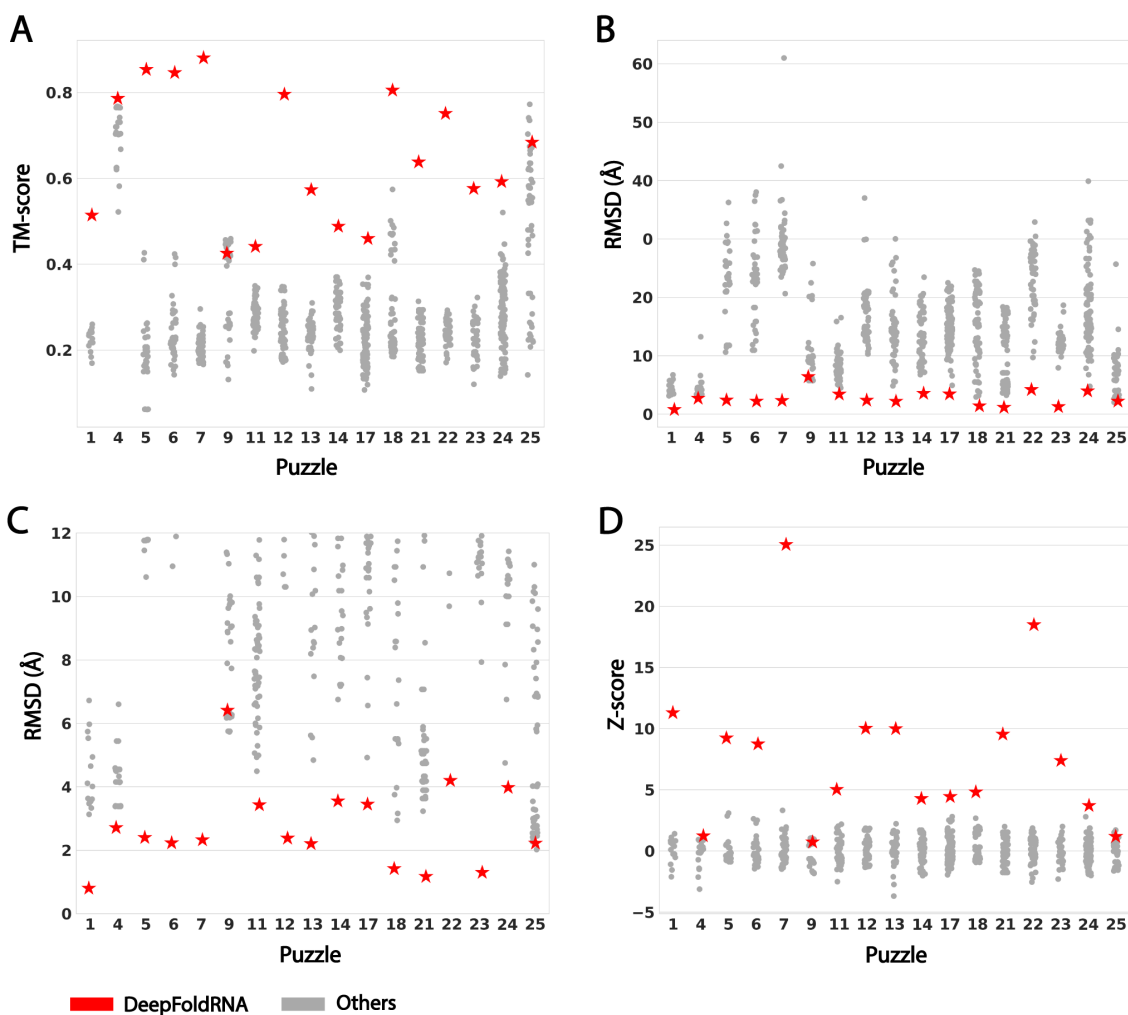 A
TM-score
0.8
0.6
0.4
0.2
1 4 5 6 7 9 11 12 13 14 17 18 21 22 23 24 25
Puzzle
B
RMSD (Å)
60
50
40
0
20
10
0
1 4 5 6 7 9 11 12 13 14 17 18 21 22 23 24 25
Puzzle
C
RMSD (Å)
12
10
8
6
4
2
0
1 4 5 6 7 9 11 12 13 14 17 18 21 22 23 24 25
Puzzle
D
Z-score
25
20
15
10
5
0
−5
1 4 5 6 7 9 11 12 13 14 17 18 21 22 23 24 25
Puzzle
DeepFoldRNA Others